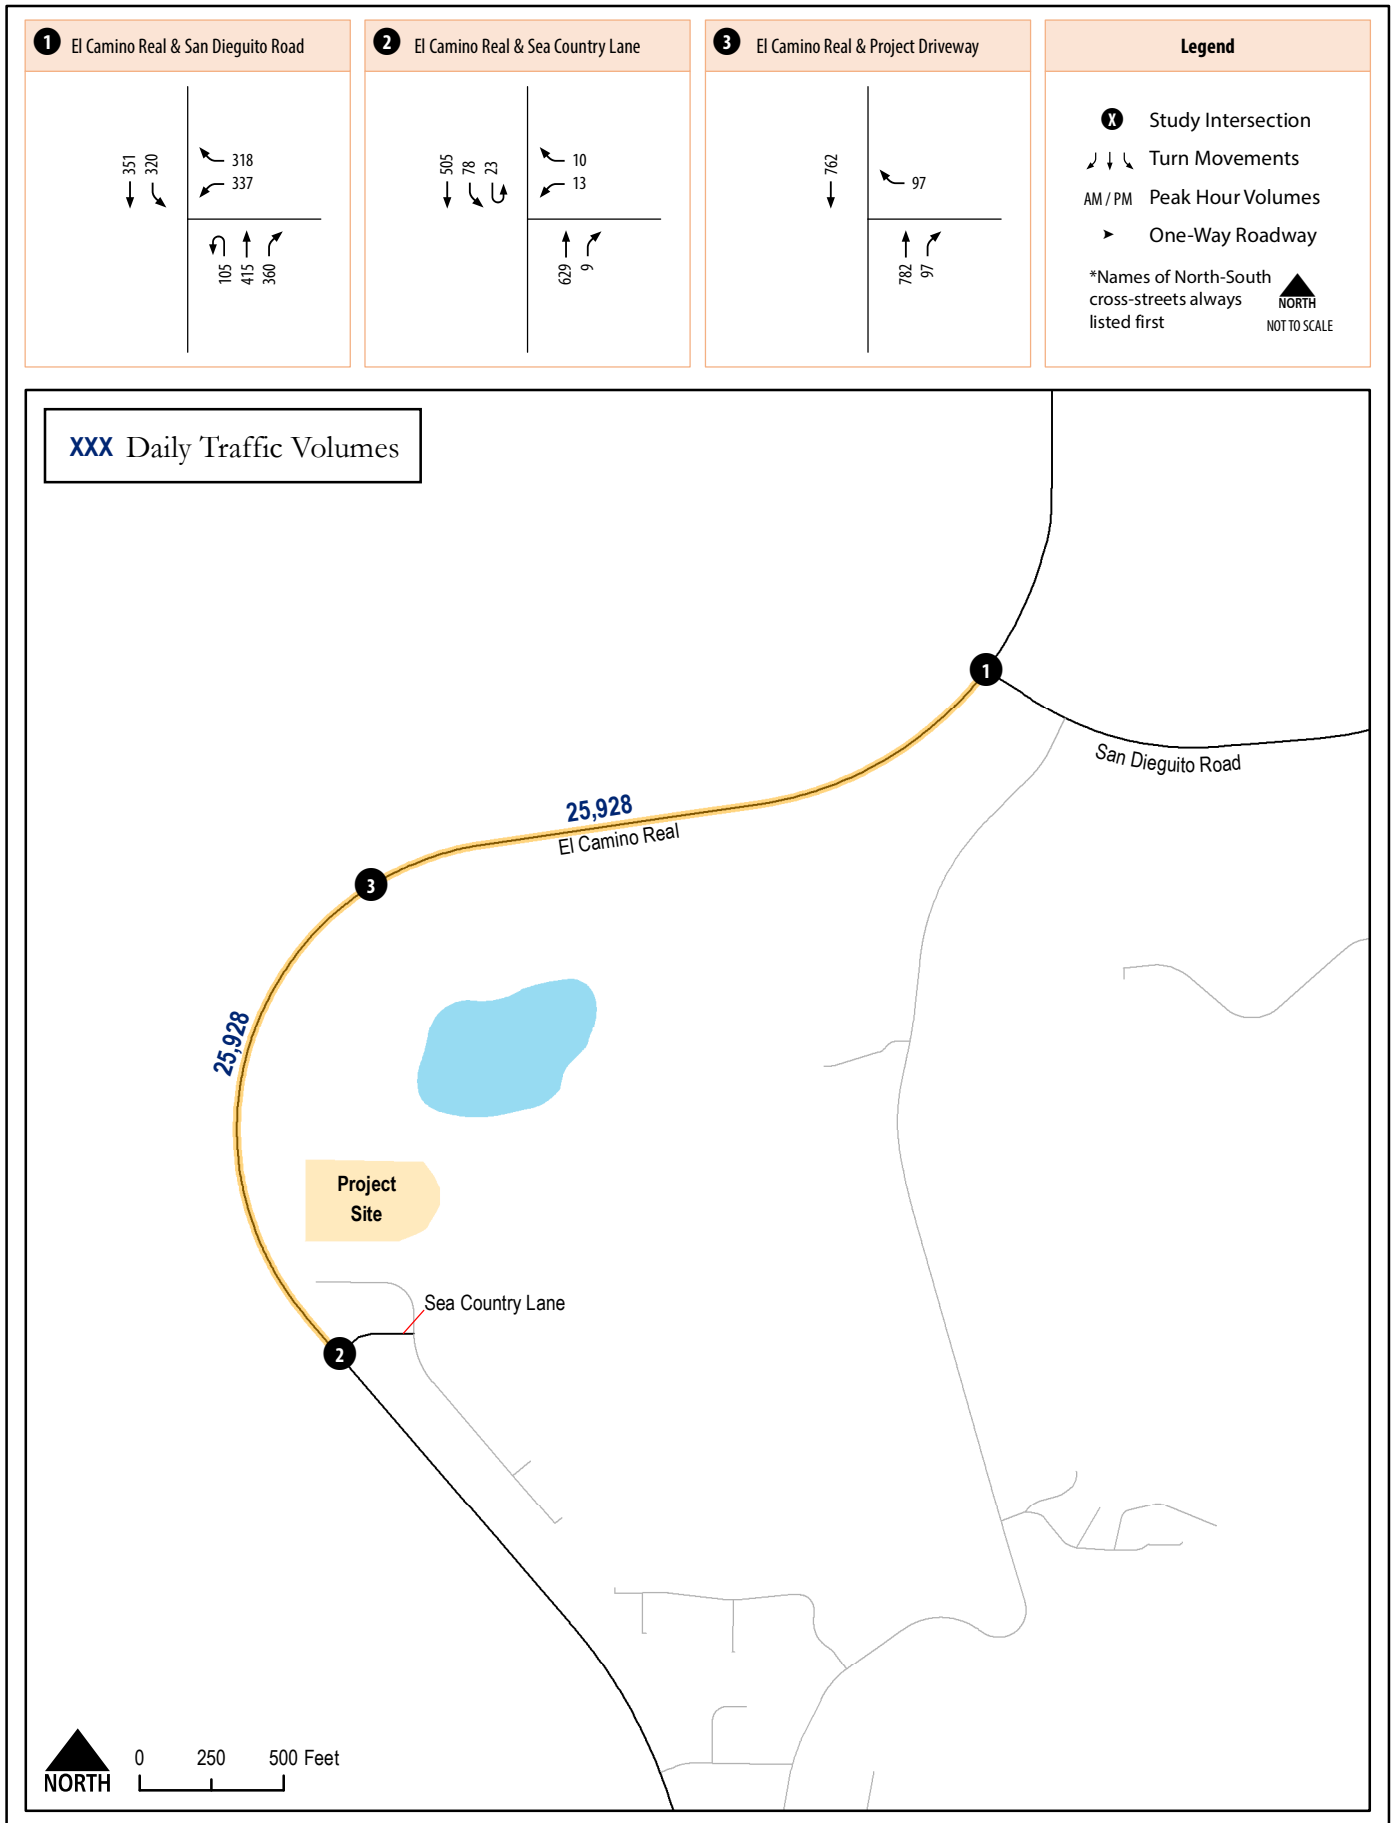 1 El Camino Real & San Dieguito Road
351
320
318
337
105
415
360
2 El Camino Real & Sea Country Lane
505
78
23
10
13
629
9
3 El Camino Real & Project Driveway
762
97
782
97
Legend
X Study Intersection
Turn Movements
AM / PM Peak Hour Volumes
One-Way Roadway
*Names of North-South
cross-streets always
listed first
NORTH
NOT TO SCALE
XXX Daily Traffic Volumes
1
San Dieguito Road
25,928
El Camino Real
3
25,928
Project
Site
Sea Country Lane
2
NORTH
0 250 500 Feet